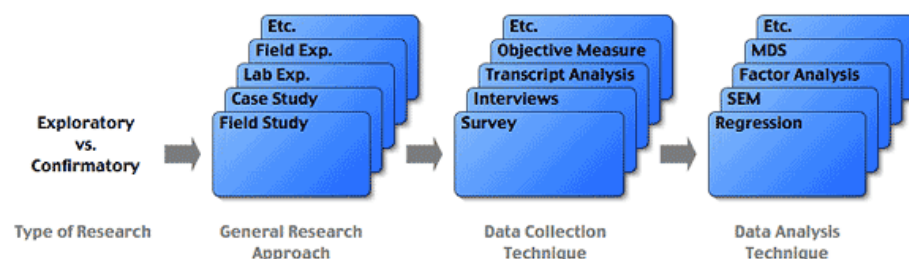 Exploratory
vs.
Confirmatory
Type of Research
Etc.
Field Exp.
Lab Exp.
Case Study
Field Study
General Research
Approach
Etc.
Objective Measure
Transcript Analysis
Interviews
Survey
Data Collection
Technique
Etc.
MDS
Factor Analysis
SEM
Regression
Data Analysis
Technique